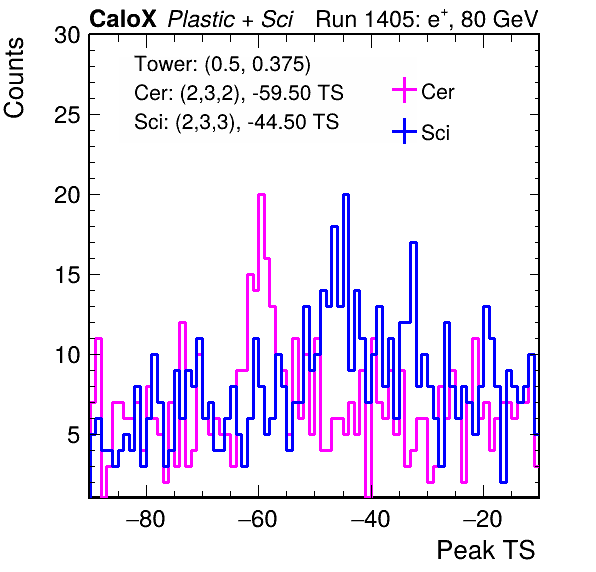 CaloX Plastic + Sci Run 1405: e⁺, 80 GeV
Counts
30
25
20
15
10
5
Tower: (0.5, 0.375)
Cer: (2,3,2), -59.50 TS
Sci: (2,3,3), -44.50 TS
Cer
Sci
−80 −60 −40 −20
Peak TS